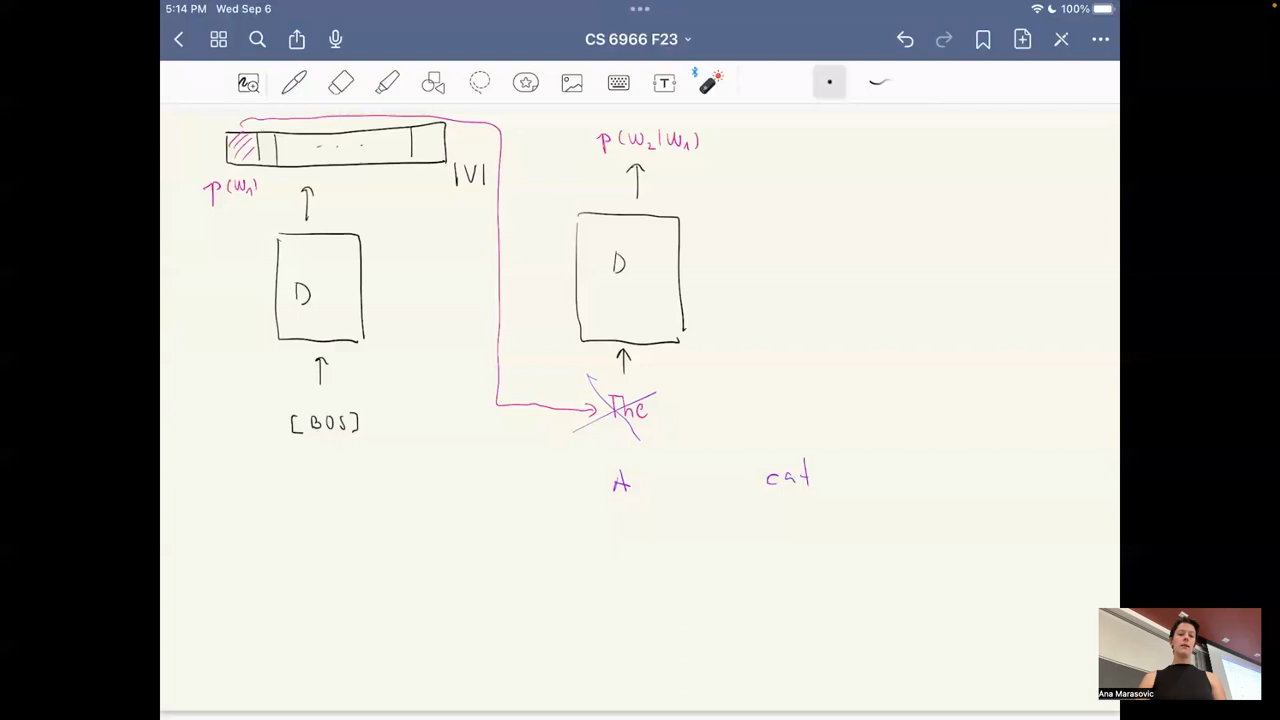 5:14 PM Wed Sep 6
100%
CS 6966 F23
T
p(w₁)
|V|
p(w₂|w₁)
D
D
[BOS]
The
A
cat
Ana Marasovic